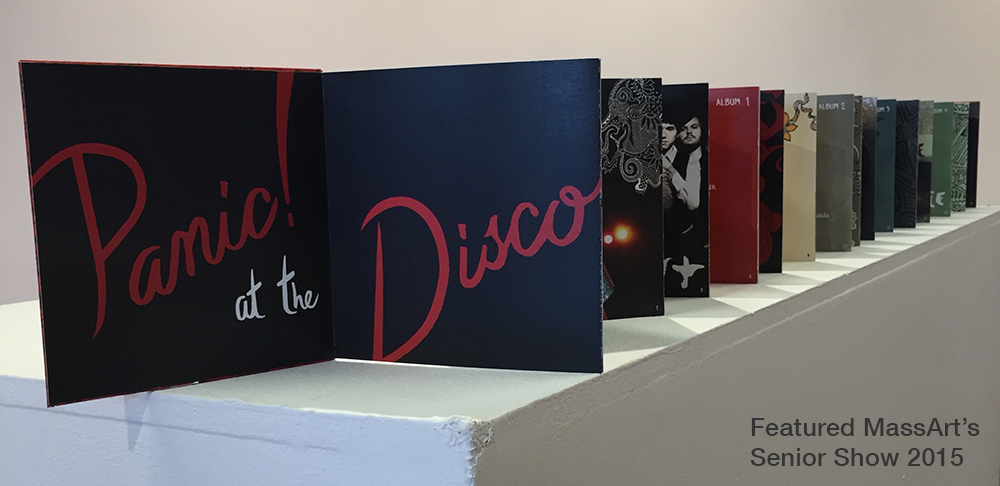 Panic!
at the
Disco
ALBUM 1
ALBUM 2
Featured MassArt's
Senior Show 2015